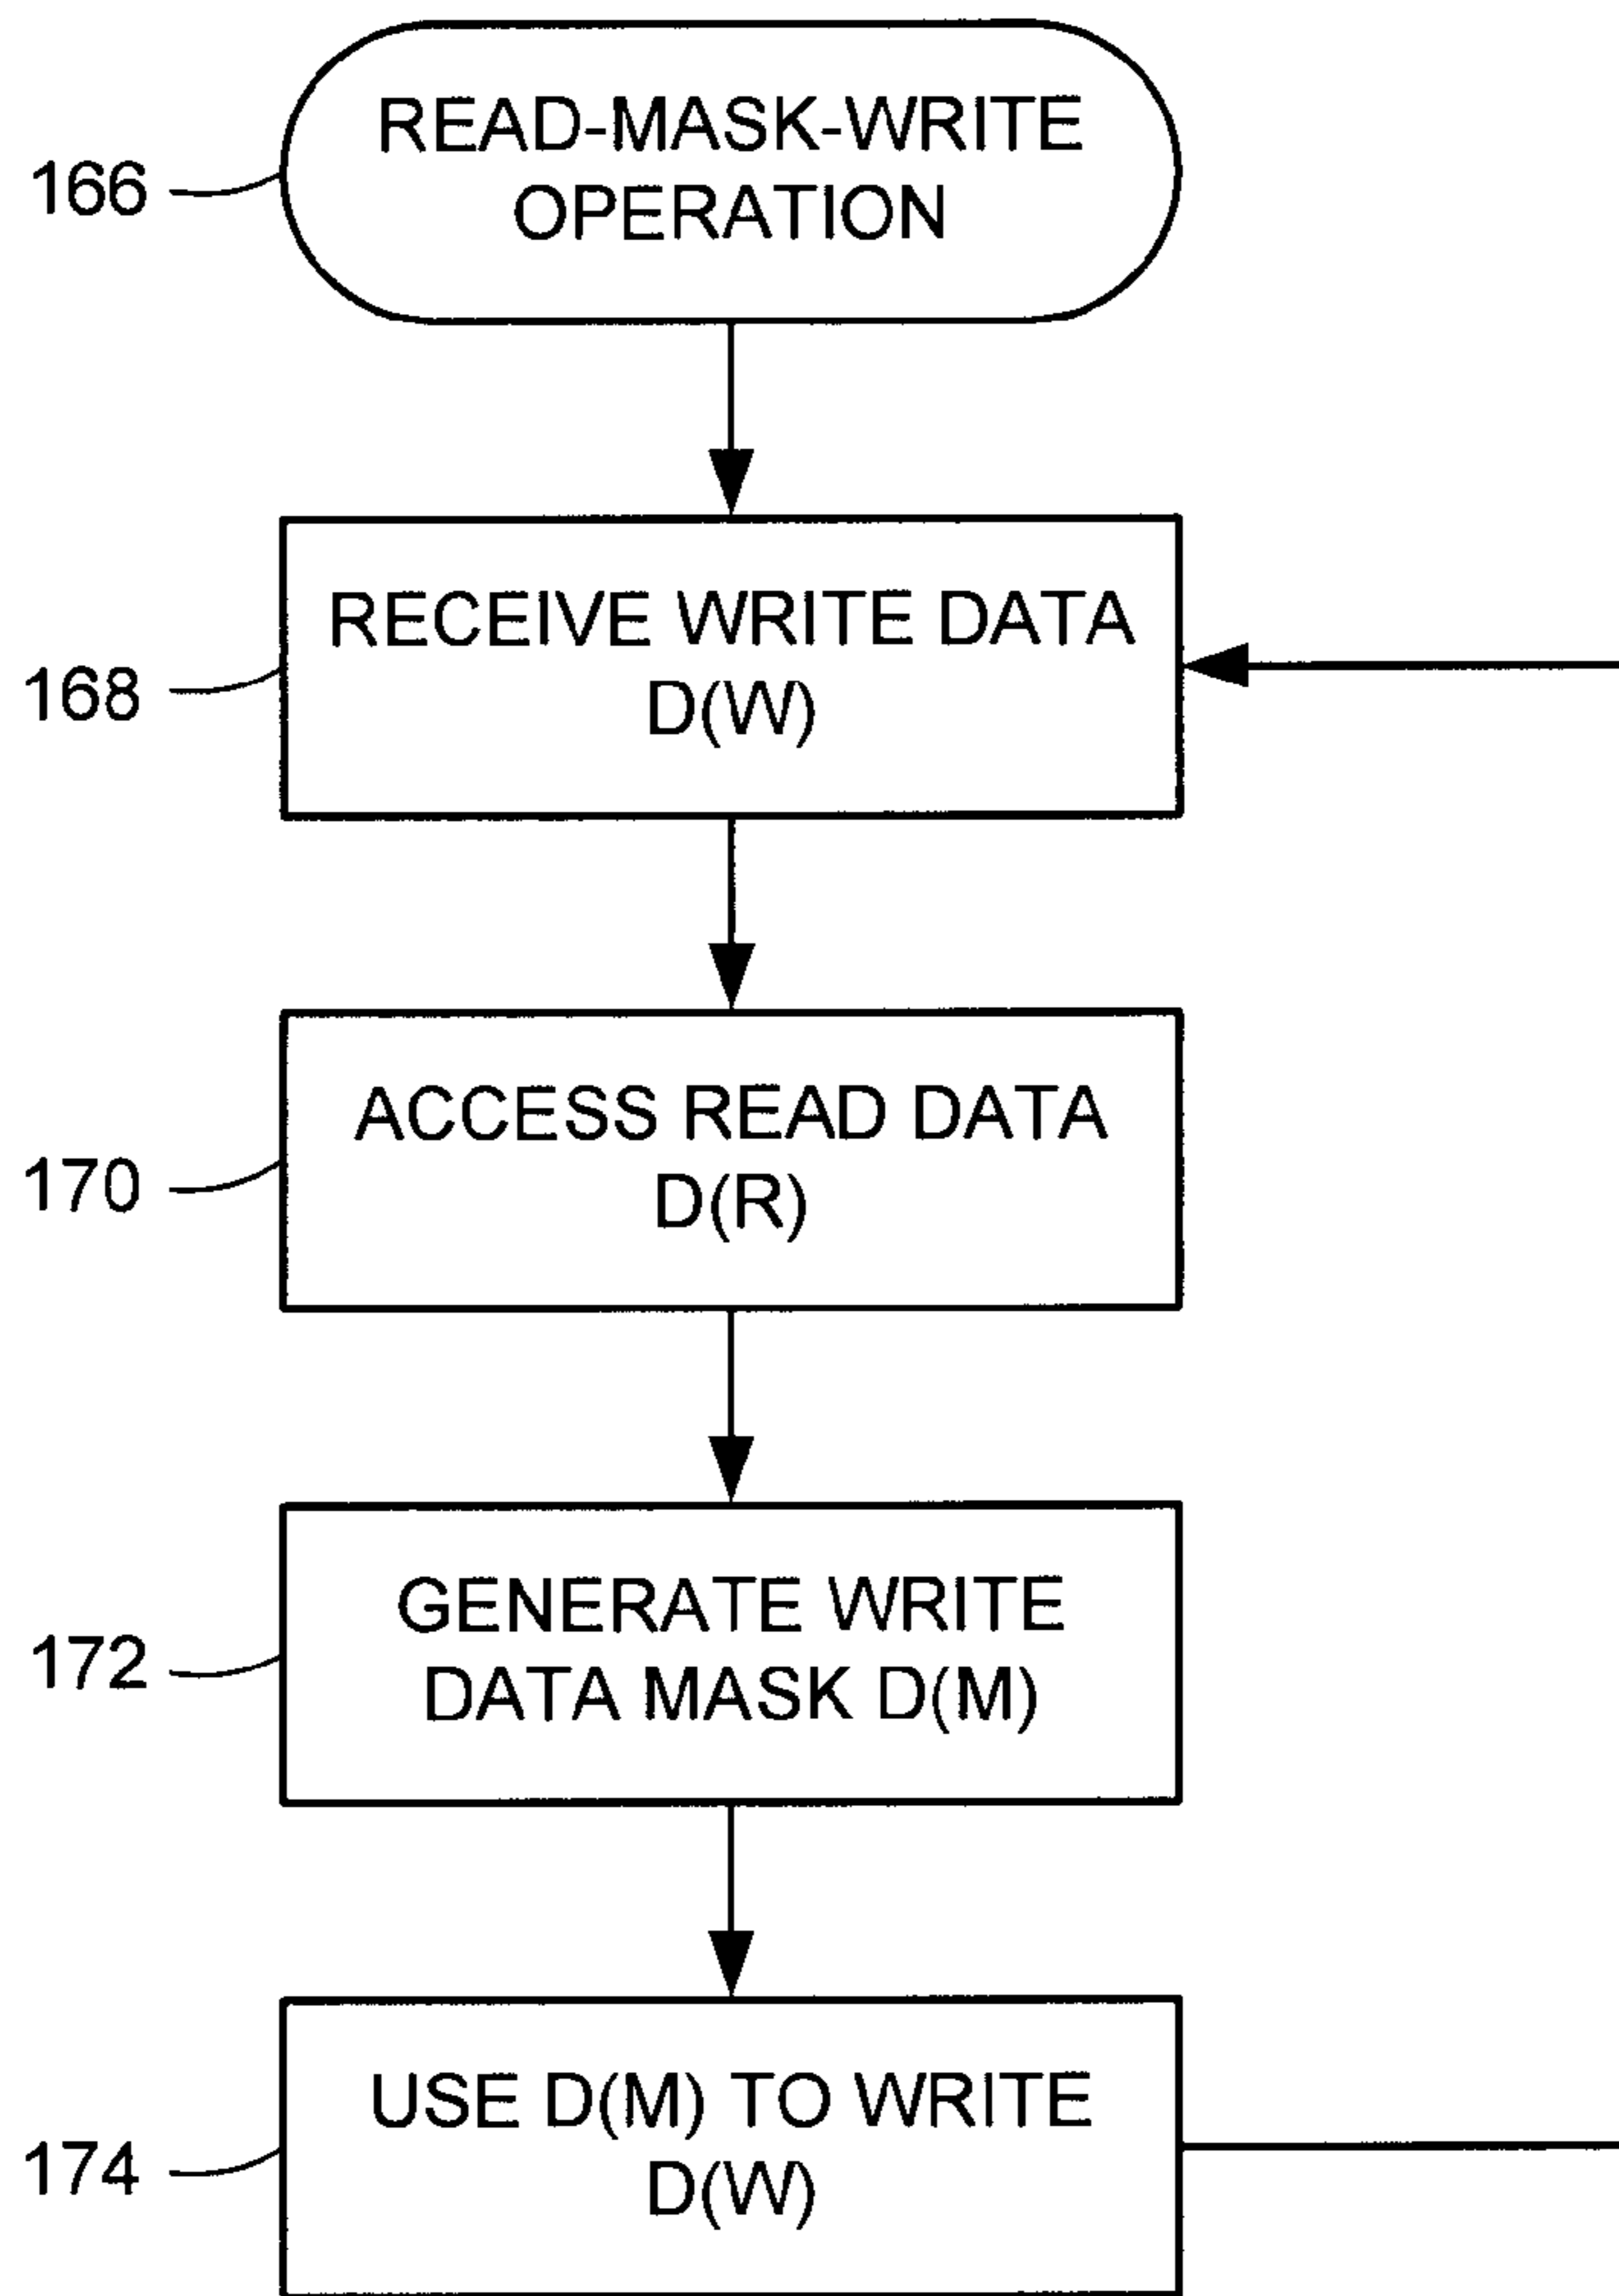 READ-MASK-WRITE
OPERATION
166
RECEIVE WRITE DATA
D(W)
168
ACCESS READ DATA
D(R)
170
GENERATE WRITE
DATA MASK D(M)
172
USE D(M) TO WRITE
D(W)
174